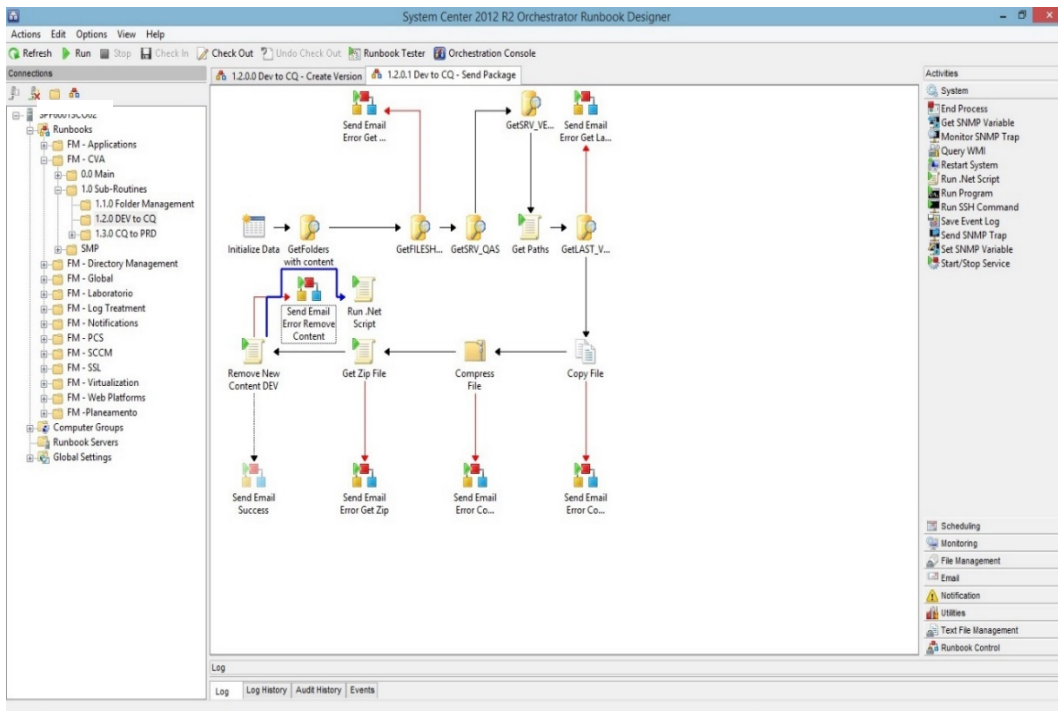 System Center 2012 R2 Orchestrator Runbook Designer
Actions Edit Options View Help
Refresh Run Stop Check In Check Out Undo Check Out Runbook Tester Orchestration Console
Connections
Runbooks
FM - Applications
FM - CVA
0.0 Main
1.0 Sub-Routines
1.1.0 Folder Management
1.2.0 DEV to CQ
1.3.0 CQ to PRD
SMP
FM - Directory Management
FM - Global
FM - Laboratorio
FM - Log Treatment
FM - Notifications
FM - PCS
FM - SCCM
FM - SSL
FM - Virtualization
FM - Web Platforms
FM -Planeamento
Computer Groups
Runbook Servers
Global Settings
1.2.0.0 Dev to CQ - Create Version
1.2.0.1 Dev to CQ - Send Package
Send Email
Error Get ...
GetSRV_VE...
Send Email
Error Get La...
Initialize Data
GetFolders
with content
GetFILESH...
GetSRV_QAS
Get Paths
GetLAST_V...
Send Email
Error Remove
Content
Run .Net
Script
Remove New
Content DEV
Get Zip File
Compress
File
Copy File
Send Email
Success
Send Email
Error Get Zip
Send Email
Error Co...
Send Email
Error Co...
Log
Log Log History Audit History Events
Activities
System
End Process
Get SNMP Variable
Monitor SNMP Trap
Query WMI
Restart System
Run .Net Script
Run Program
Run SSH Command
Save Event Log
Send SNMP Trap
Set SNMP Variable
Start/Stop Service
Scheduling
Monitoring
File Management
Email
Notification
Utilities
Text File Management
Runbook Control